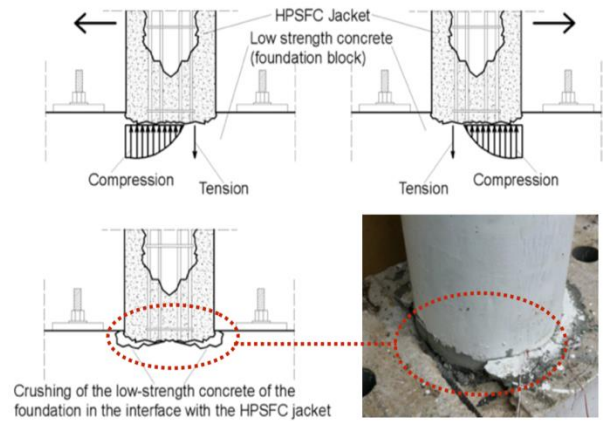 HPSFC Jacket
Low strength concrete
(foundation block)
Compression
Tension
Tension
Compression
Crushing of the low-strength concrete of the
foundation in the interface with the HPSFC jacket